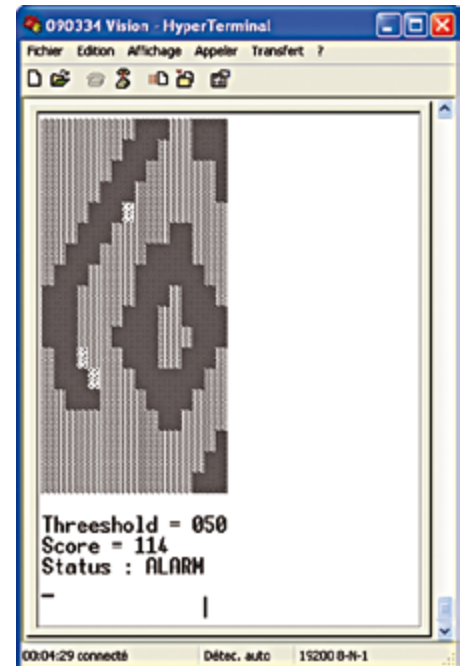 090334 Vision - HyperTerminal
Fichier Edition Affichage Appeler Transfert ?
Threeshold = 050
Score = 114
Status : ALARM
00:04:29 connecté Détec. auto 19200 8-N-1